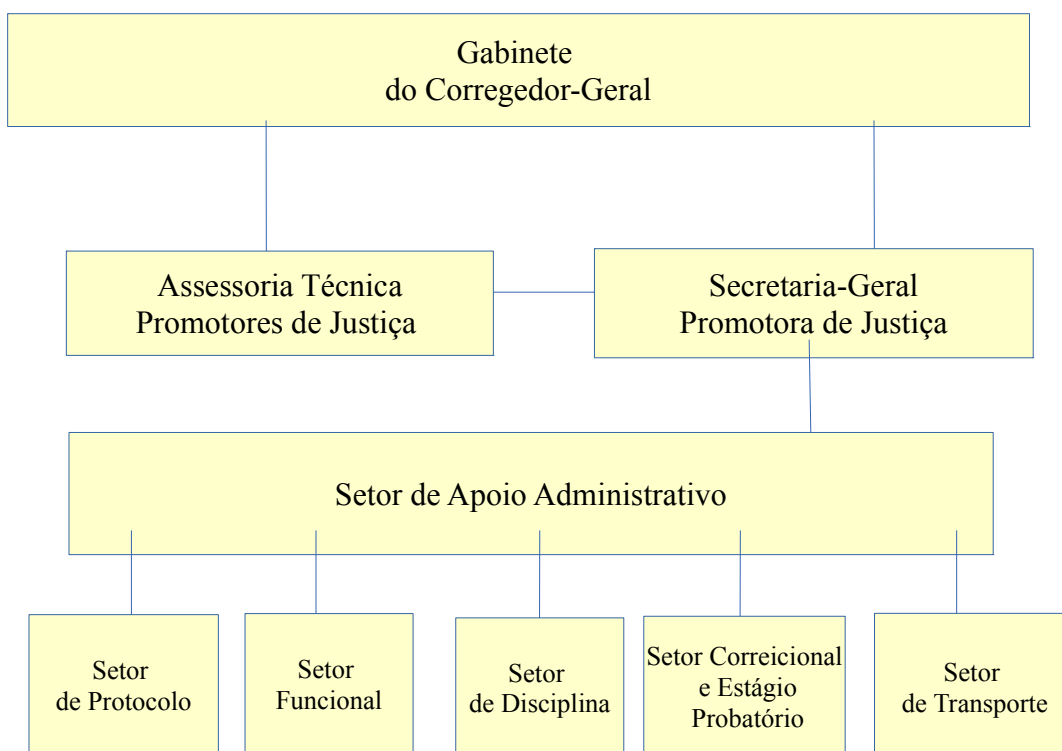 Gabinete
do Corregedor-Geral
Assessoria Técnica
Promotores de Justiça
Secretaria-Geral
Promotora de Justiça
Setor de Apoio Administrativo
Setor
de Protocolo
Setor
Funcional
Setor
de Disciplina
Setor Correicional
e Estágio
Probatório
Setor
de Transporte